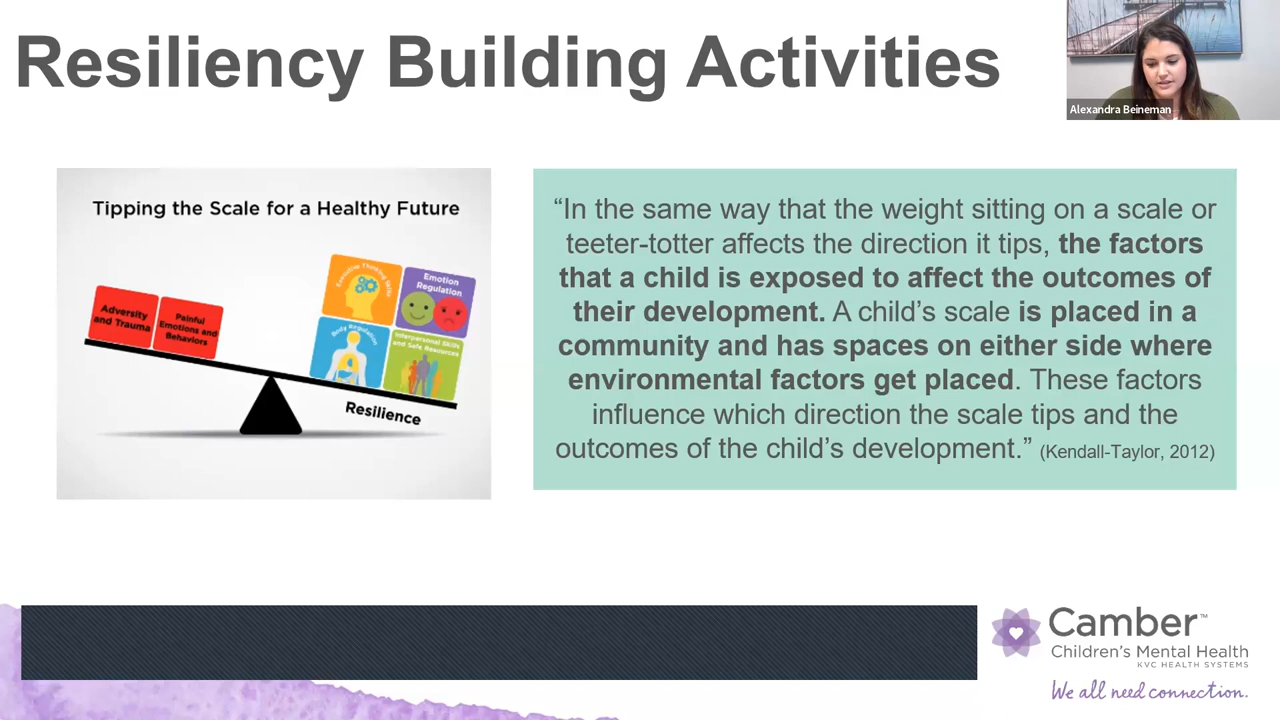 Resiliency Building Activities
Alexandra Beineman
Tipping the Scale for a Healthy Future
Adversity
and Trauma
Painful
Emotions and
Behaviors
Executive Thinking Skills
Emotion
Regulation
Body Regulation
Interpersonal Skills
and Safe Resources
Resilience
“In the same way that the weight sitting on a scale or
teeter-totter affects the direction it tips, the factors
that a child is exposed to affect the outcomes of
their development. A child’s scale is placed in a
community and has spaces on either side where
environmental factors get placed. These factors
influence which direction the scale tips and the
outcomes of the child’s development.” (Kendall-Taylor, 2012)
Camber™
Children’s Mental Health
KVC HEALTH SYSTEMS
We all need connection.